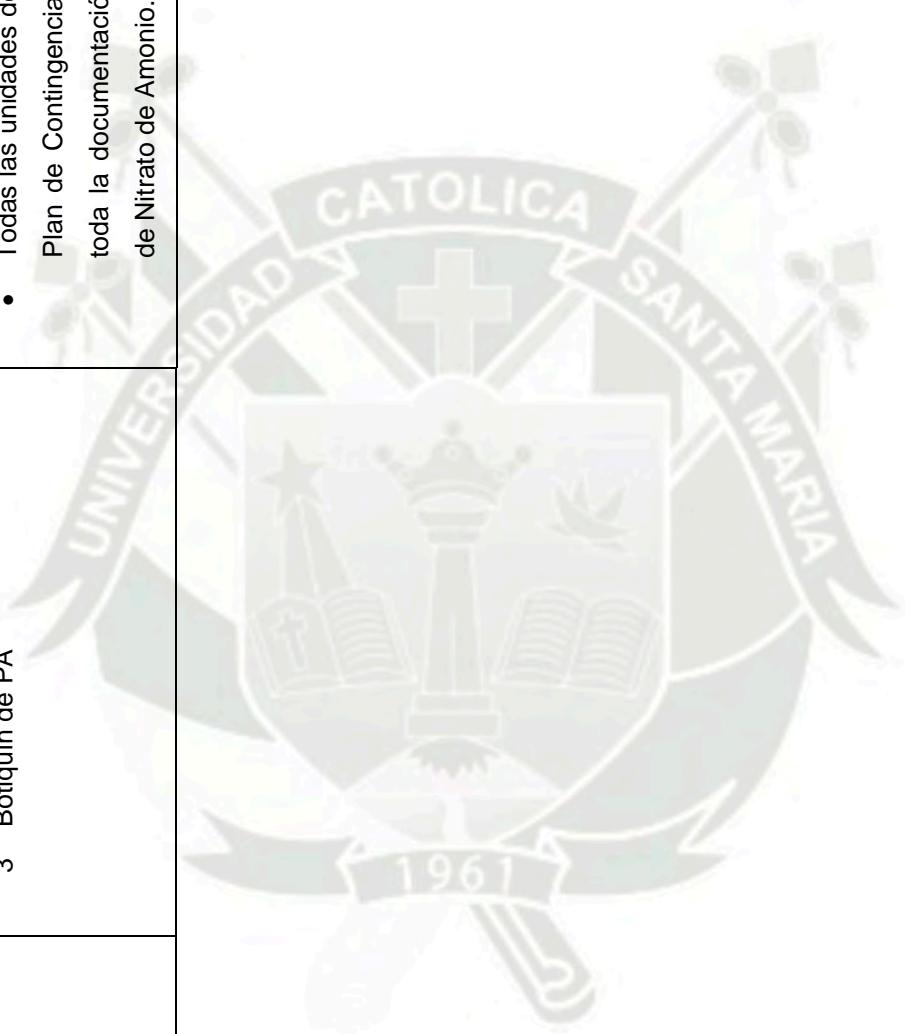 3 Botiquín de PA
• Todas las unidades
Plan de Contingencia
toda la
de Nitrato de Amonio.
UNIVERSIDAD CATOLICA SANTA MARIA
1961